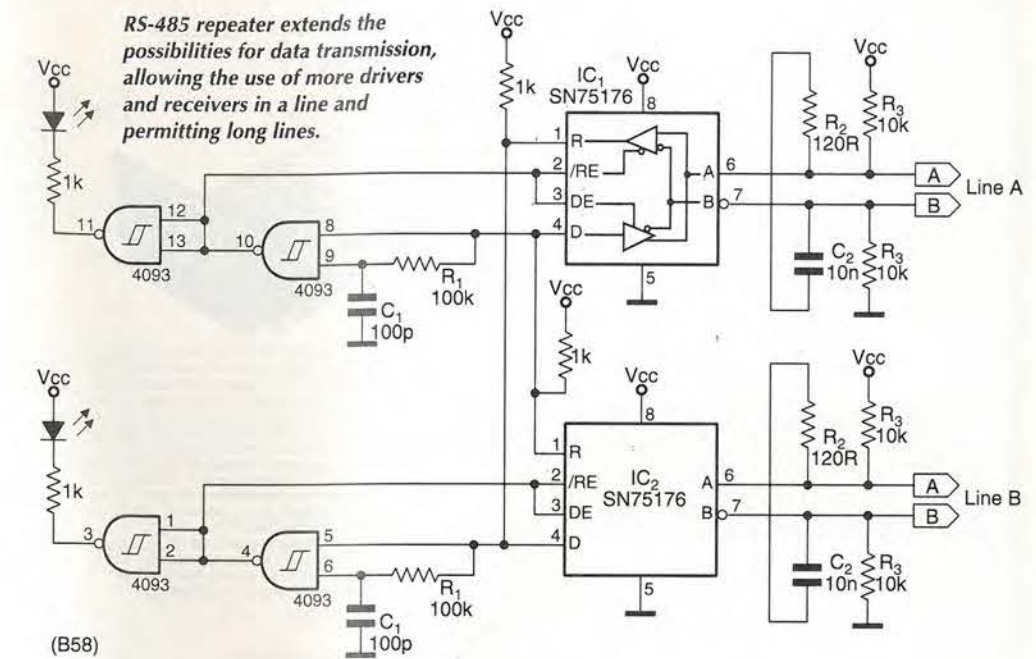 RS-485 repeater extends the
possibilities for data transmission,
allowing the use of more drivers
and receivers in a line and
permitting long lines.
Vcc
1k
11
12
13
4093
10
8
9
4093
R1
100k
C1
100p
Vcc
1k
IC1
SN75176
Vcc
8
1
R
2
/RE
3
DE
4
D
A
6
B
7
5
R2
120R
Vcc
R3
10k
A
B
Line A
C2
10n
R3
10k
Vcc
1k
Vcc
1k
3
1
2
4093
4
5
6
4093
R1
100k
C1
100p
Vcc
8
1
R
2
/RE
3
DE
4
D
IC2
SN75176
A
6
B
7
5
R2
120R
Vcc
R3
10k
A
B
Line B
C2
10n
R3
10k
(B58)